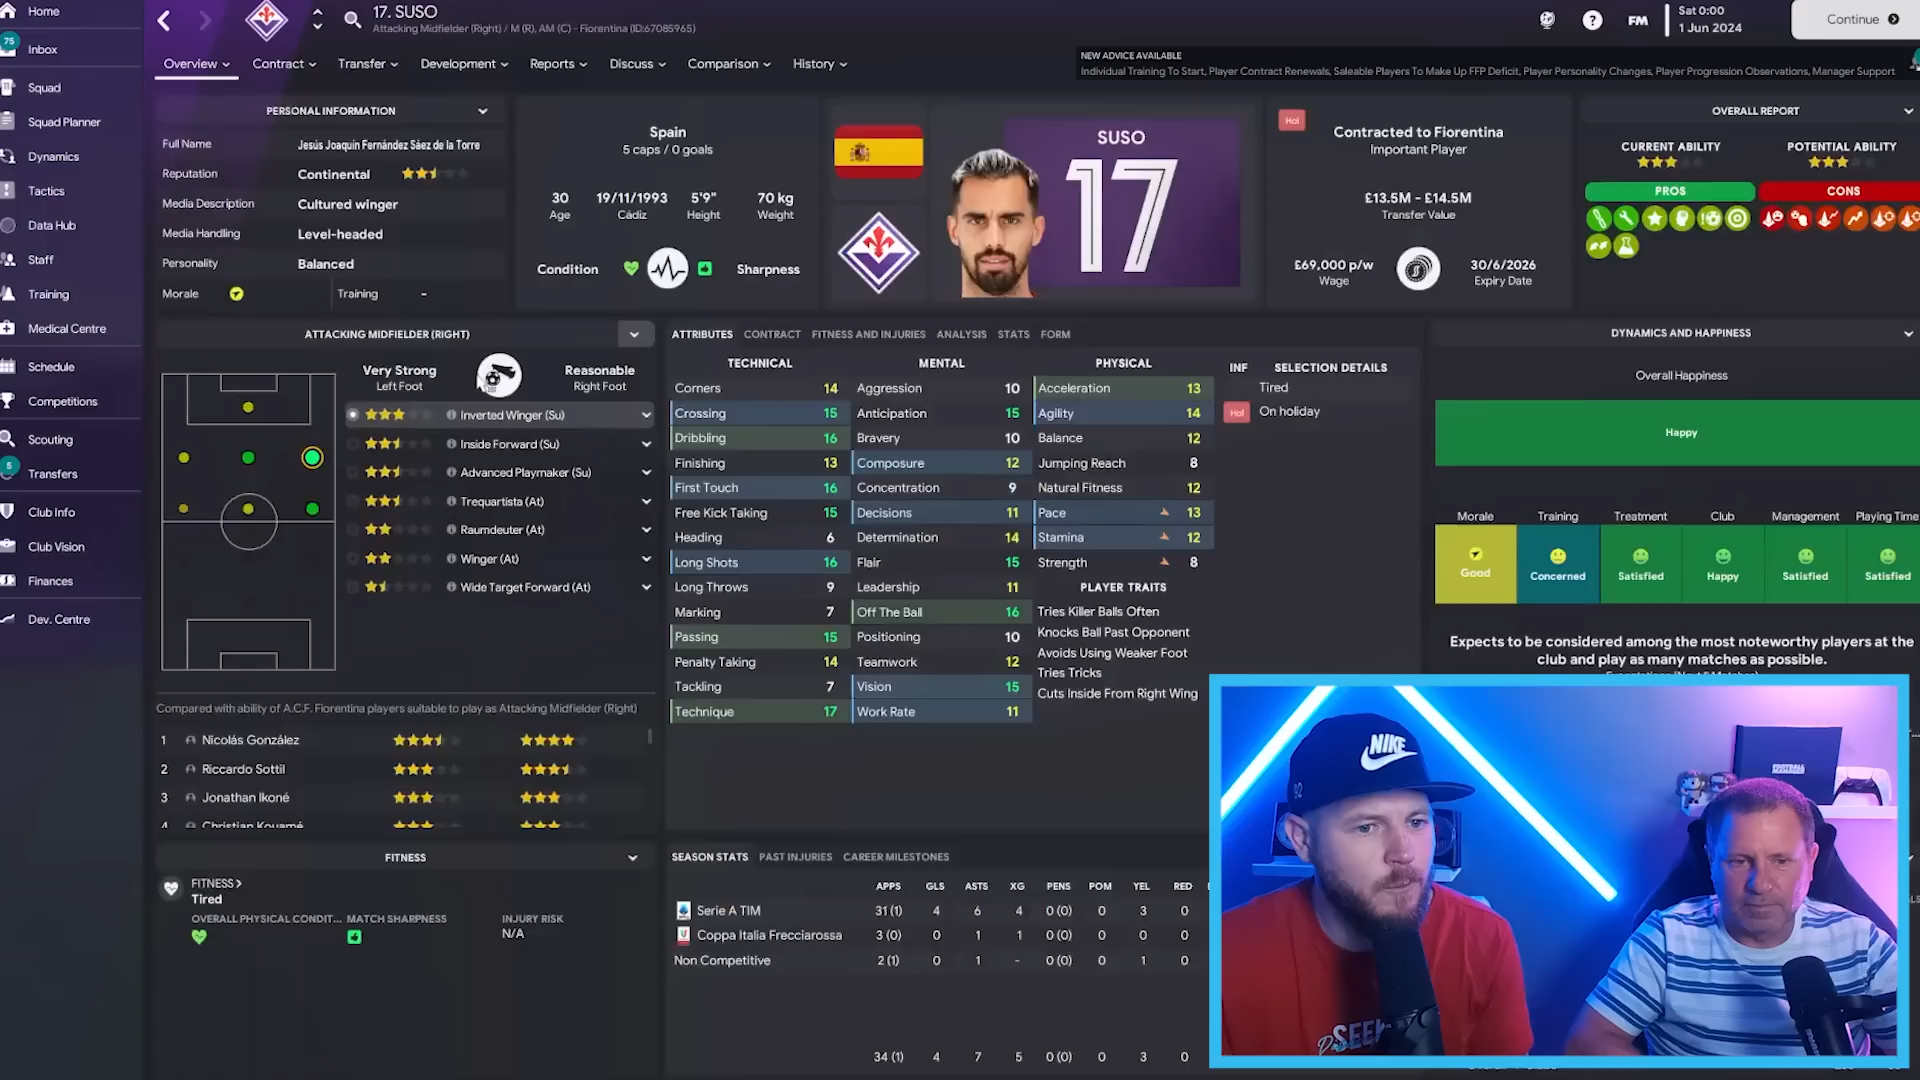 Home
75
Inbox
Squad
Squad Planner
Dynamics
Tactics
Data Hub
Staff
Training
Medical Centre
Schedule
Competitions
Scouting
5
Transfers
Club Info
Club Vision
Finances
Dev. Centre
17. SUSO
Attacking Midfielder (Right) / M (R), AM (C) - Fiorentina (ID:67085965)
FM
Sat 0:00
1 Jun 2024
Continue
Overview
Contract
Transfer
Development
Reports
Discuss
Comparison
History
NEW ADVICE AVAILABLE
Individual Training To Start, Player Contract Renewals, Saleable Players To Make Up FFP Deficit, Player Personality Changes, Player Progression Observations, Manager Support
PERSONAL INFORMATION
Full Name Jesús Joaquín Fernández Sáez de la Torre
Reputation Continental
Media Description Cultured winger
Media Handling Level-headed
Personality Balanced
Morale
Training -
Spain
5 caps / 0 goals
30 19/11/1993 5'9" 70 kg
Age Cádiz Height Weight
Condition Sharpness
SUSO
17
Hol
Contracted to Fiorentina
Important Player
£13.5M - £14.5M
Transfer Value
£69,000 p/w 30/6/2026
Wage Expiry Date
OVERALL REPORT
CURRENT ABILITY POTENTIAL ABILITY
PROS CONS
ATTACKING MIDFIELDER (RIGHT)
Very Strong Reasonable
Left Foot Right Foot
Inverted Winger (Su)
Inside Forward (Su)
Advanced Playmaker (Su)
Trequartista (At)
Raumdeuter (At)
Winger (At)
Wide Target Forward (At)
Compared with ability of A.C.F. Fiorentina players suitable to play as Attacking Midfielder (Right)
1 Nicolás González
2 Riccardo Sottil
3 Jonathan Ikoné
4 Christian Kouamé
FITNESS
FITNESS
Tired
OVERALL PHYSICAL CONDIT... MATCH SHARPNESS INJURY RISK
N/A
ATTRIBUTES CONTRACT FITNESS AND INJURIES ANALYSIS STATS FORM
TECHNICAL MENTAL PHYSICAL
Corners 14 Aggression 10 Acceleration 13
Crossing 15 Anticipation 15 Agility 14
Dribbling 16 Bravery 10 Balance 12
Finishing 13 Composure 12 Jumping Reach 8
First Touch 16 Concentration 9 Natural Fitness 12
Free Kick Taking 15 Decisions 11 Pace 13
Heading 6 Determination 14 Stamina 12
Long Shots 16 Flair 15 Strength 8
Long Throws 9 Leadership 11 PLAYER TRAITS
Marking 7 Off The Ball 16 Tries Killer Balls Often
Passing 15 Positioning 10 Knocks Ball Past Opponent
Penalty Taking 14 Teamwork 12 Avoids Using Weaker Foot
Tackling 7 Vision 15 Tries Tricks
Technique 17 Work Rate 11 Cuts Inside From Right Wing
INF SELECTION DETAILS
Tired
Hol On holiday
DYNAMICS AND HAPPINESS
Overall Happiness
Happy
Morale Training Treatment Club Management Playing Time
Good Concerned Satisfied Happy Satisfied Satisfied
Expects to be considered among the most noteworthy players at the
club and play as many matches as possible.
SEASON STATS PAST INJURIES CAREER MILESTONES
APPS GLS ASTS XG PENS POM YEL RED
Serie A TIM 31 (1) 4 6 4 0 (0) 0 3 0
Coppa Italia Frecciarossa 3 (0) 0 1 1 0 (0) 0 0 0
Non Competitive 2 (1) 0 1 - 0 (0) 0 1 0
34 (1) 4 7 5 0 (0) 0 3 0
NIKE
92
FOOTBALL
MANAGER